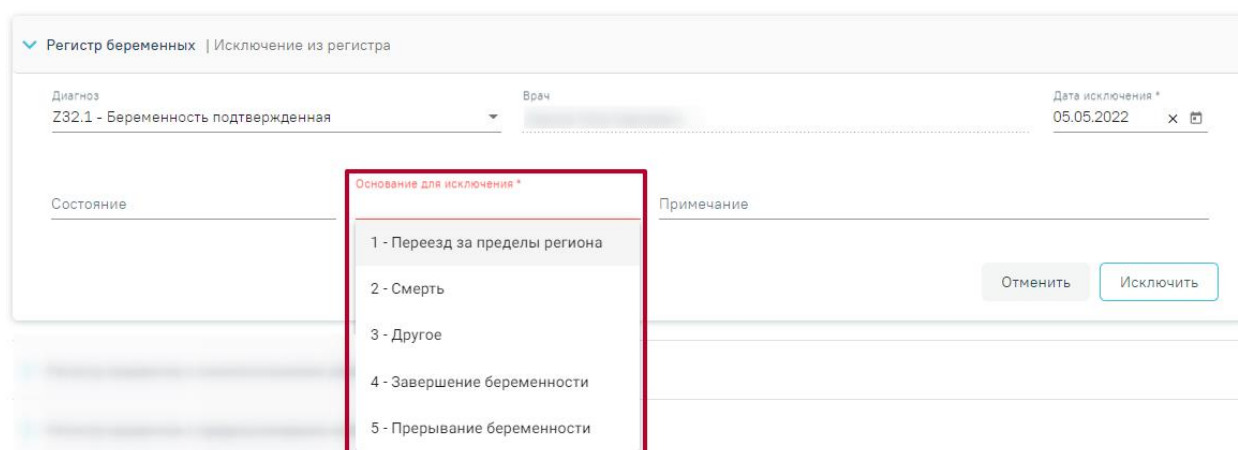 Регистр беременных | Исключение из регистра
Диагноз
Врач
Дата исключения *
Z32.1 - Беременность подтвержденная
05.05.2022
Состояние
Основание для исключения *
Примечание
1 - Переезд за пределы региона
2 - Смерть
3 - Другое
4 - Завершение беременности
5 - Прерывание беременности
Отменить
Исключить